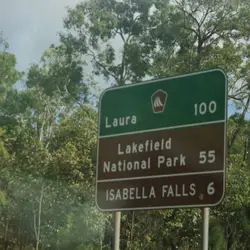 Laura 100
Lakefield
National Park 55
ISABELLA FALLS 6